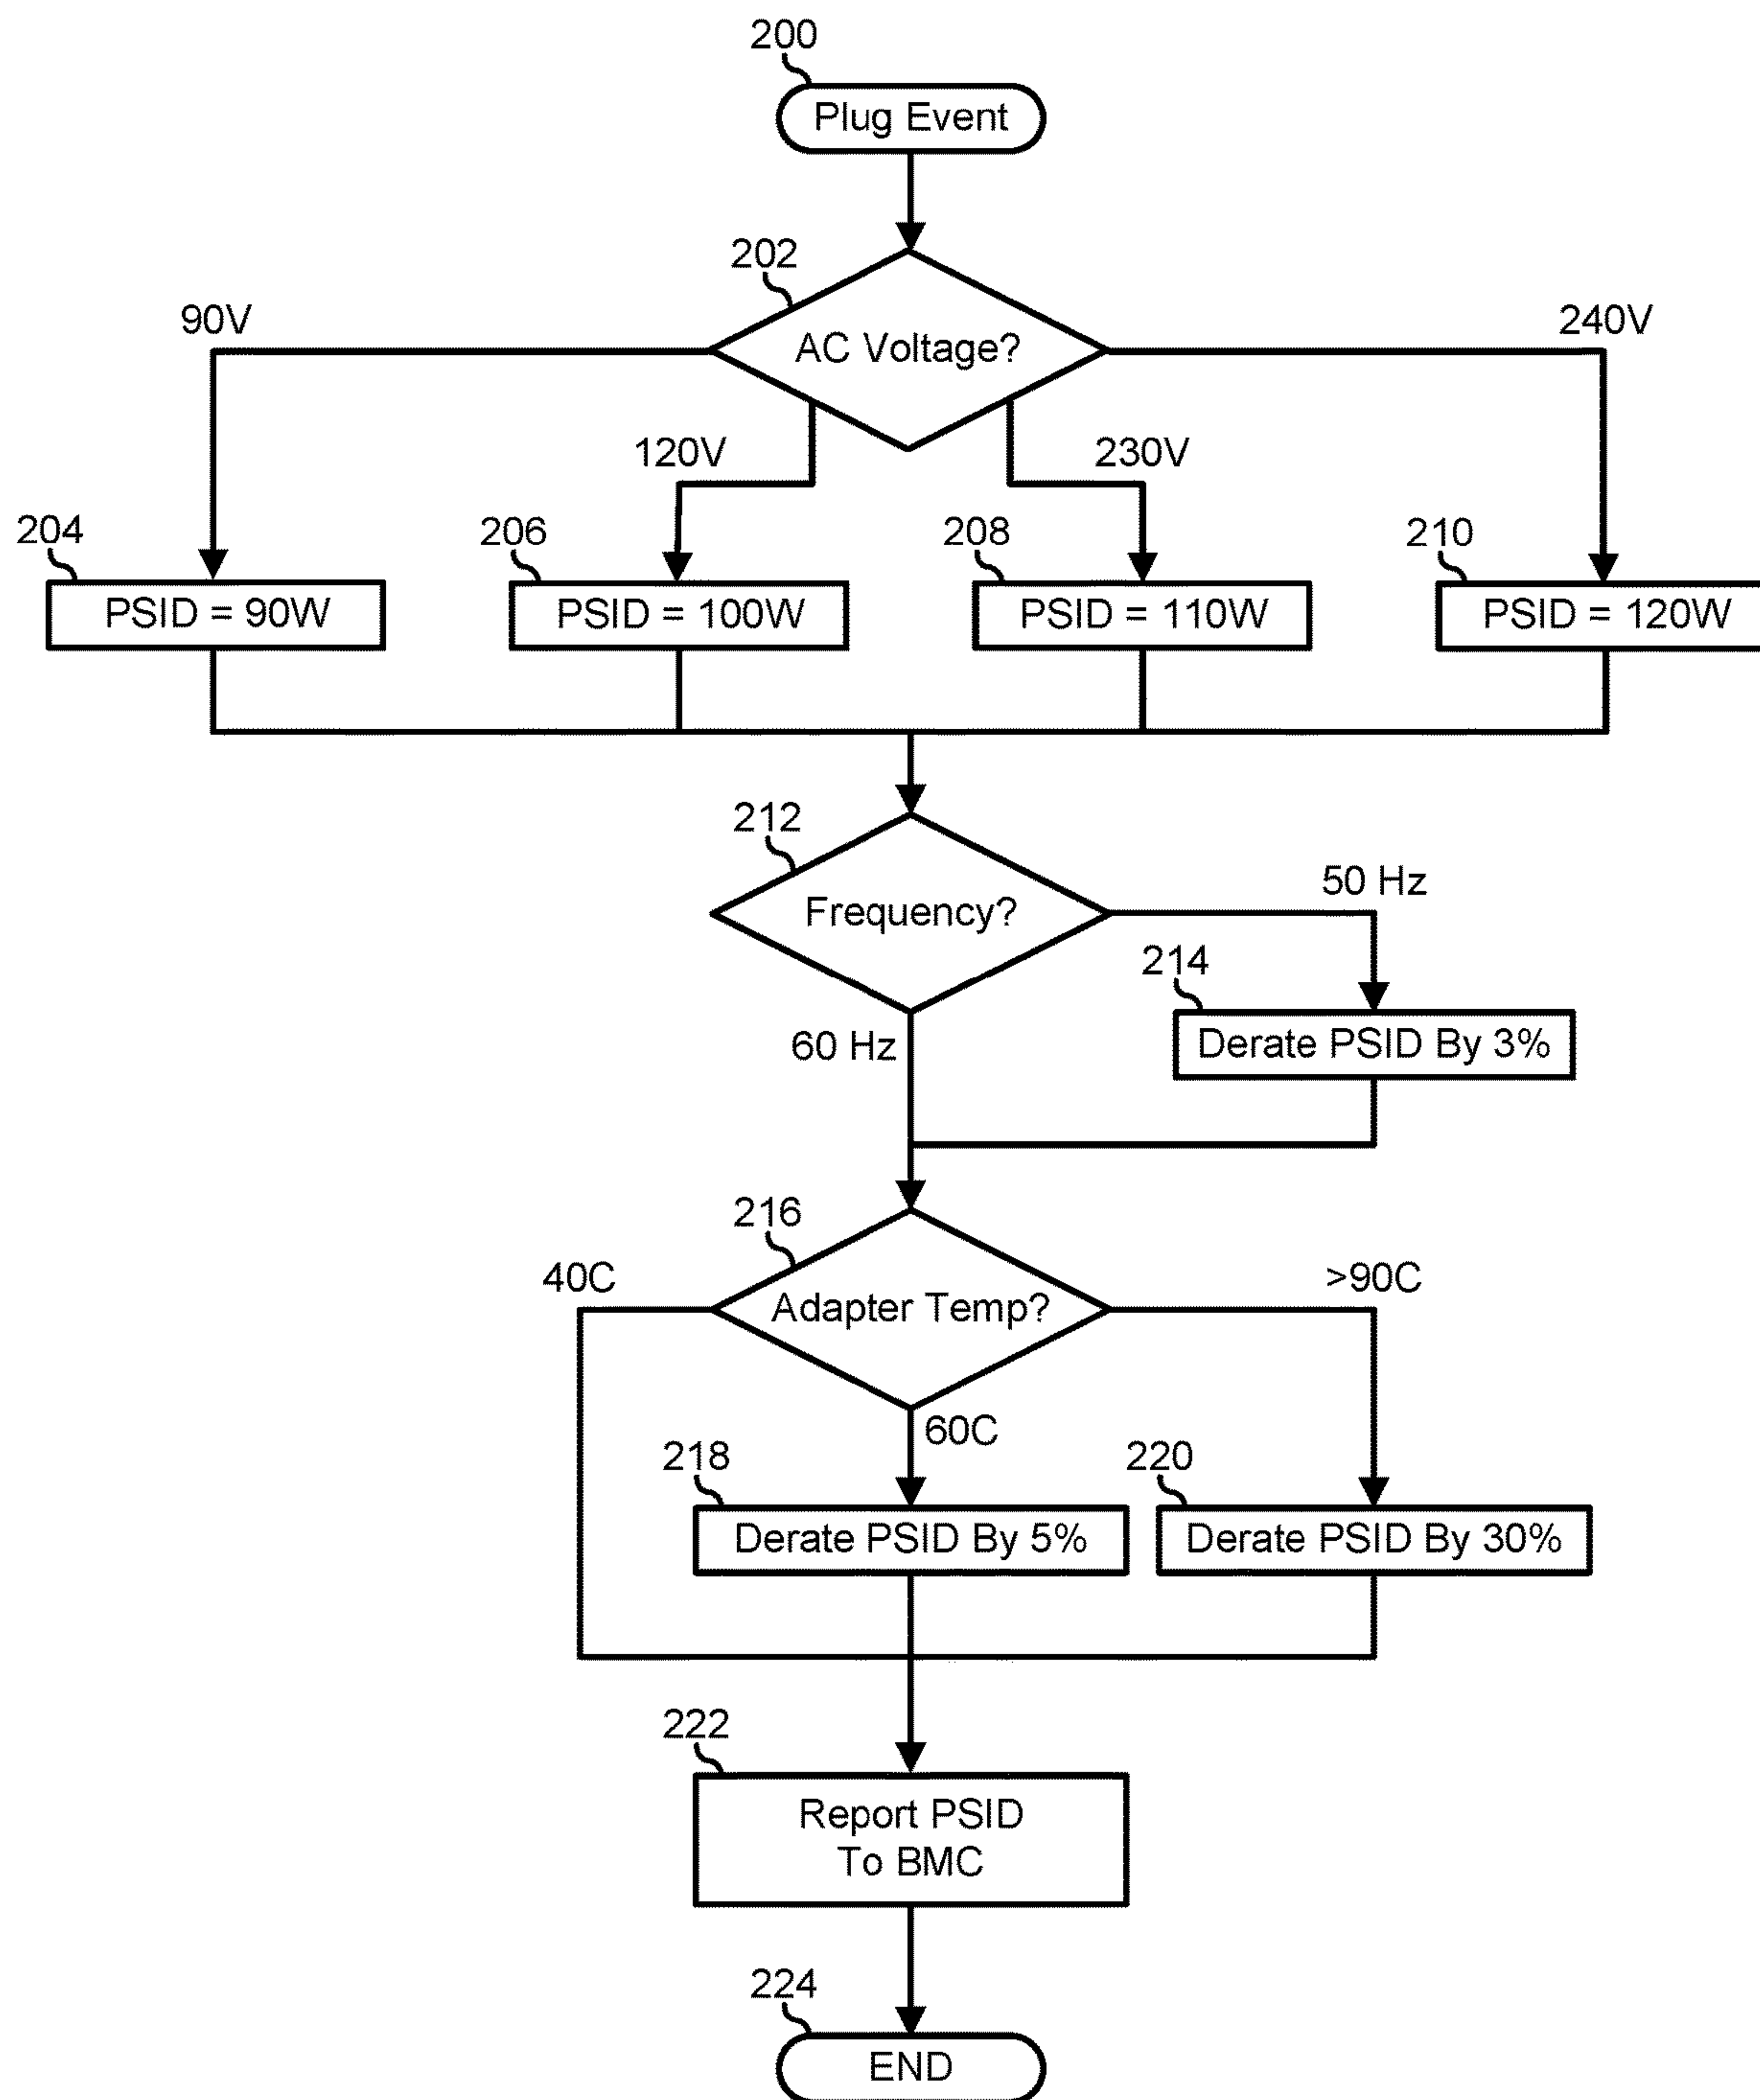 200
Plug Event
202
90V
240V
AC Voltage?
120V
230V
204
206
208
210
PSID = 90W
PSID = 100W
PSID = 110W
PSID = 120W
212
50 Hz
Frequency?
214
60 Hz
Derate PSID By 3%
216
40C
>90C
Adapter Temp?
60C
218
220
Derate PSID By 5%
Derate PSID By 30%
222
Report PSID
To BMC
224
END